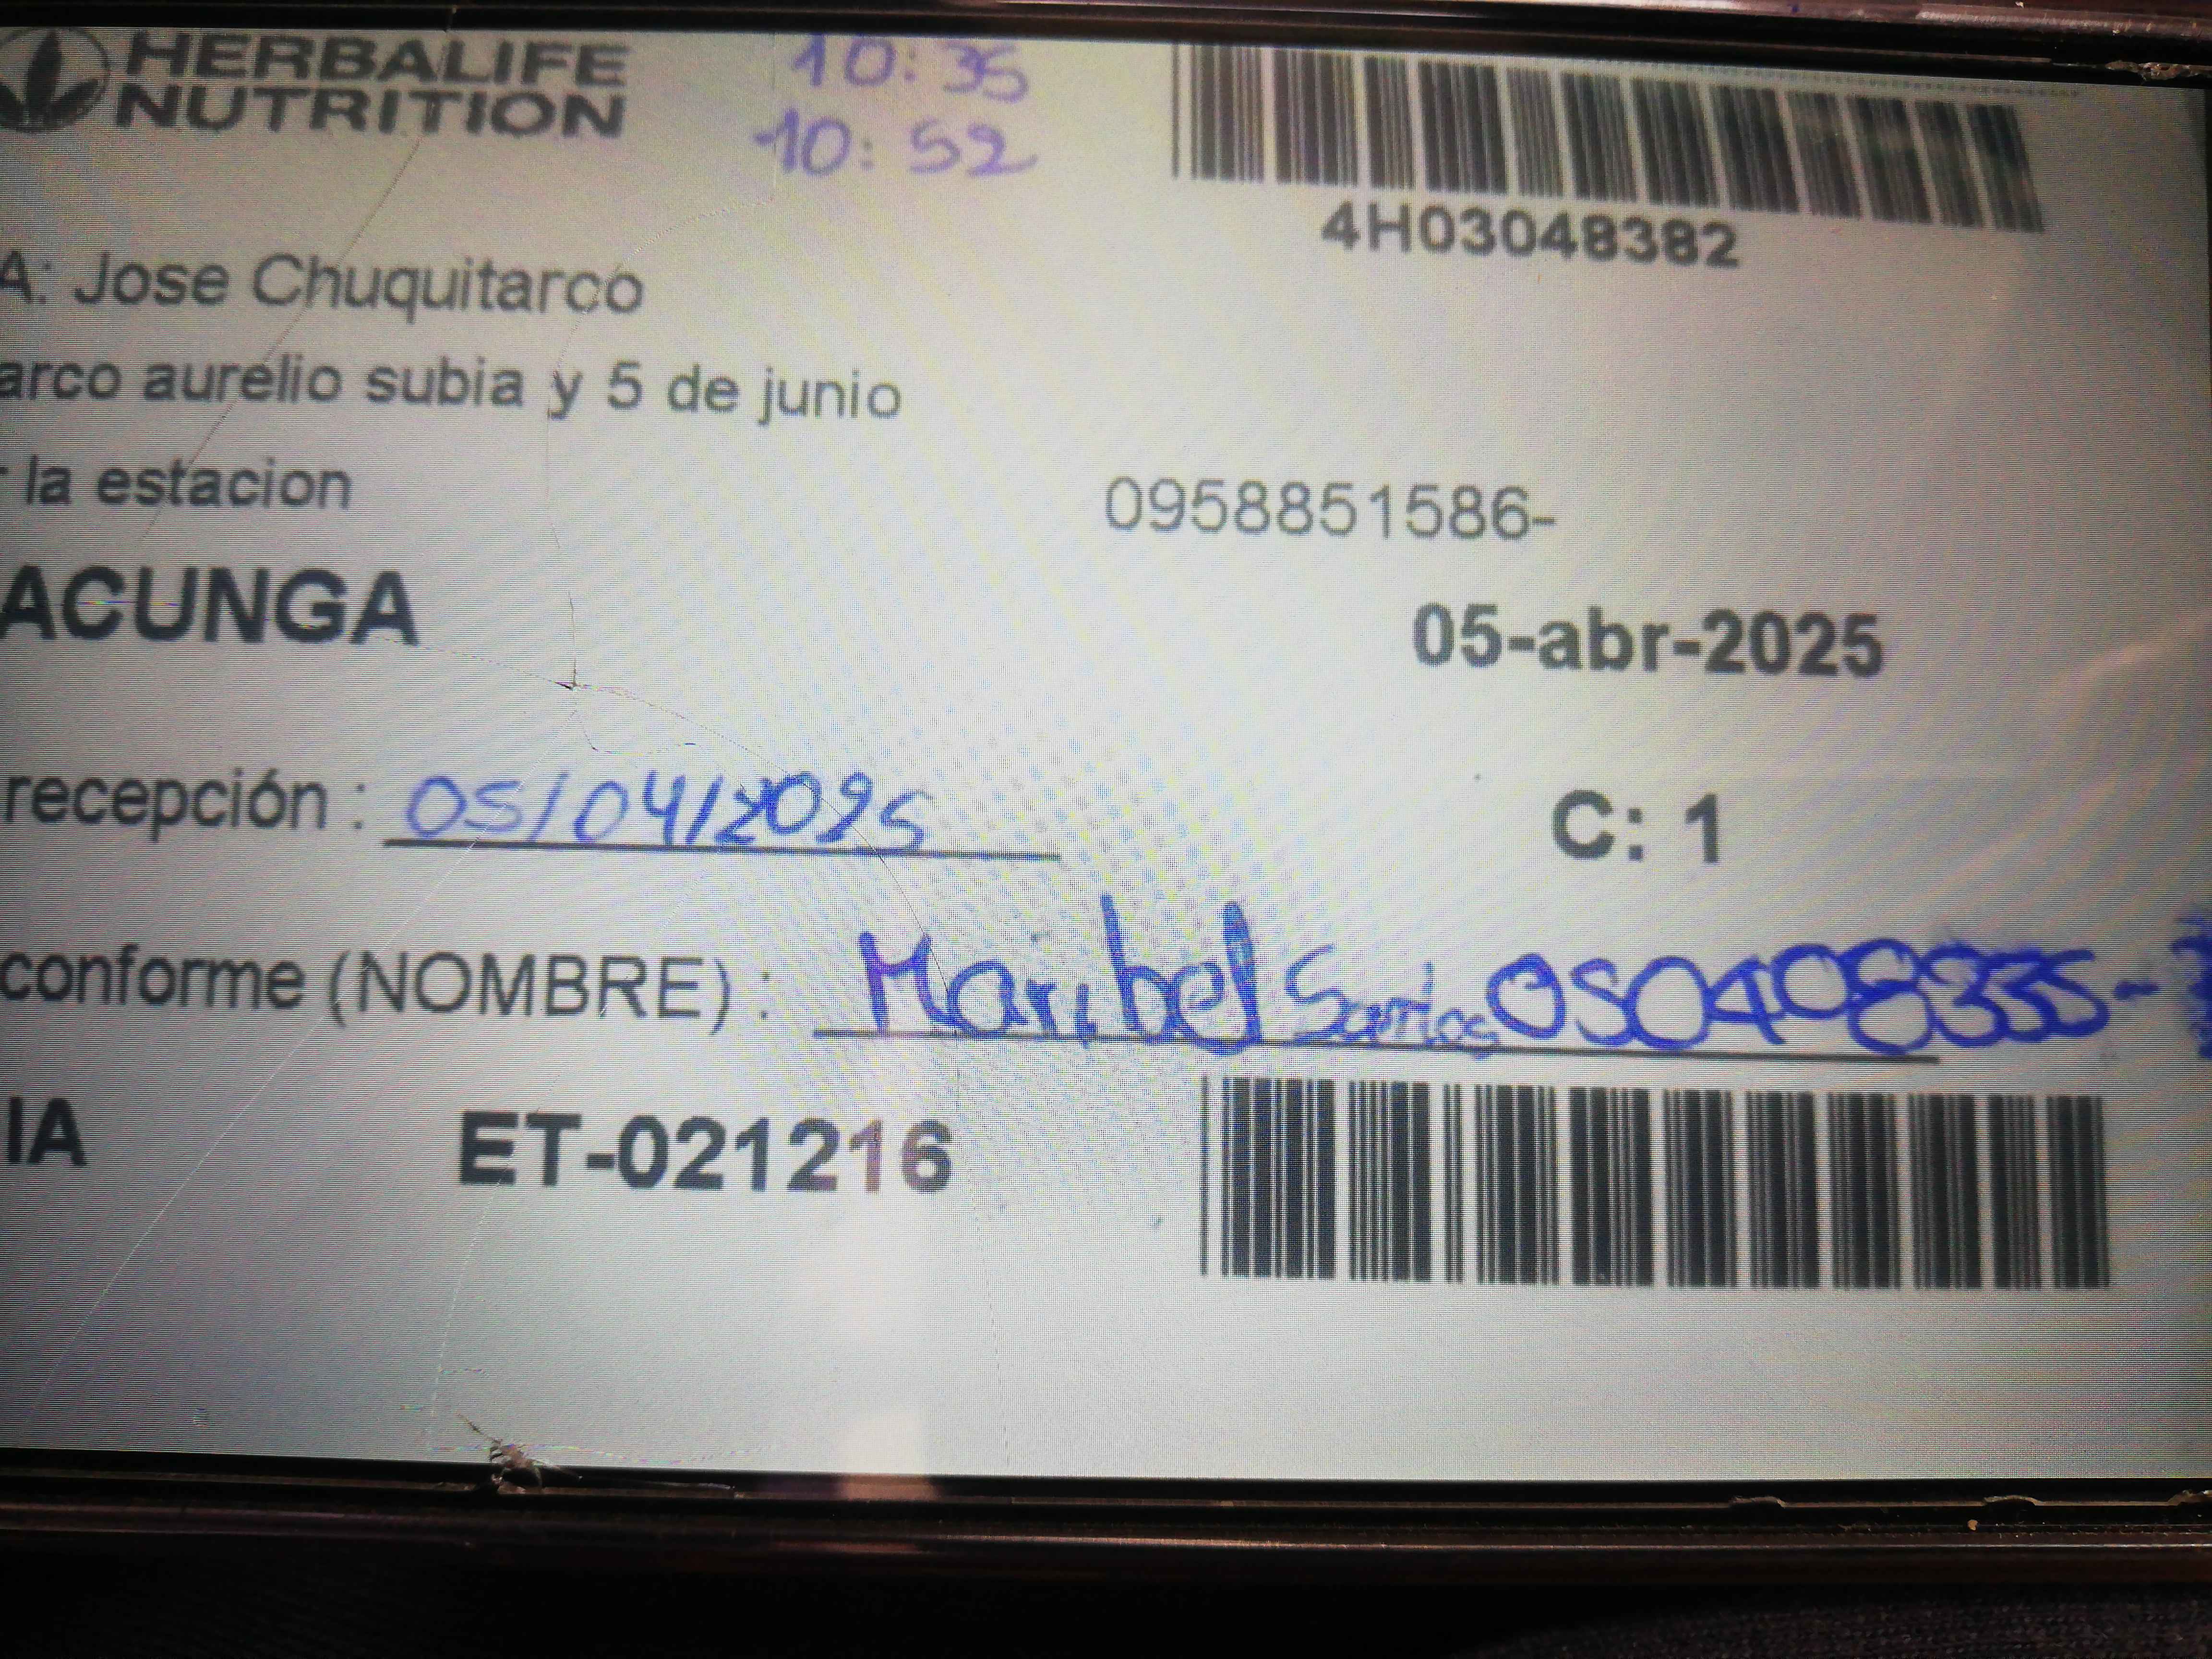 HERBALIFE
NUTRITION
10:35
10:52
4H03048382
A: Jose Chuquitarco
arco aurelio subia y 5 de junio
la estacion
0958851586-
ACUNGA
05-abr-2025
recepción : 05/04/2025
C: 1
conforme (NOMBRE) : Maribel 050408335-
IA
ET-021216